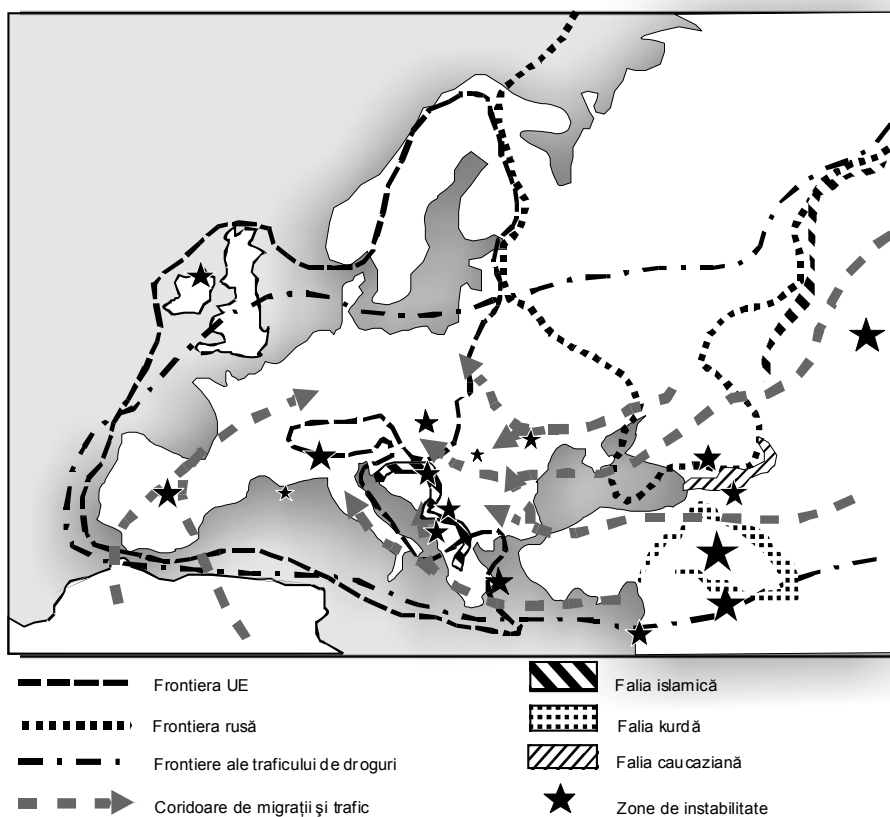 Frontiera UE
Frontiera rusă
Frontiere ale traficului de droguri
Coridoare de migrații și trafic
Falia islamică
Falia kurdă
Falia caucaziană
Zone de instabilitate